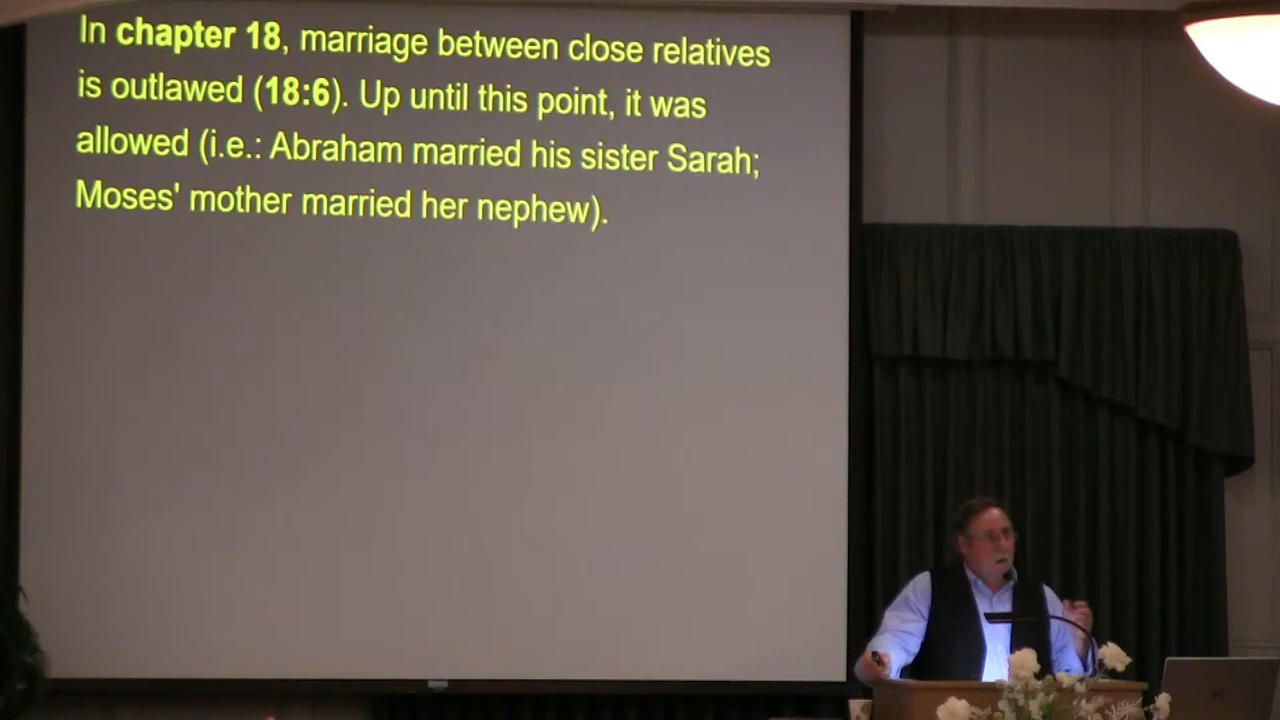 In chapter 18, marriage between close relatives
is outlawed (18:6). Up until this point, it was
allowed (i.e.: Abraham married his sister Sarah;
Moses' mother married her nephew).